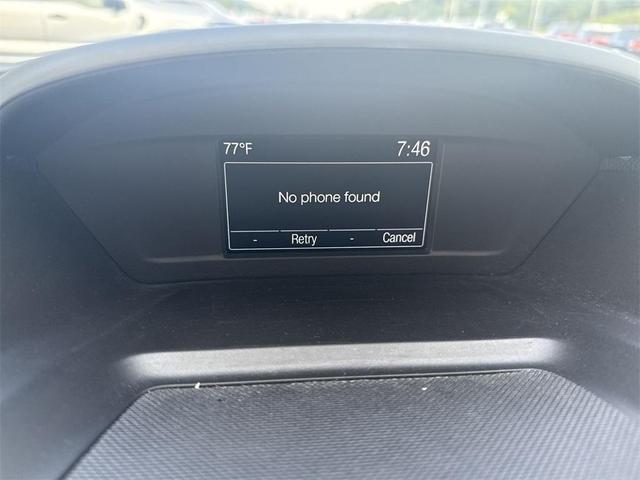 77°F 7:46
No phone found
- Retry - Cancel